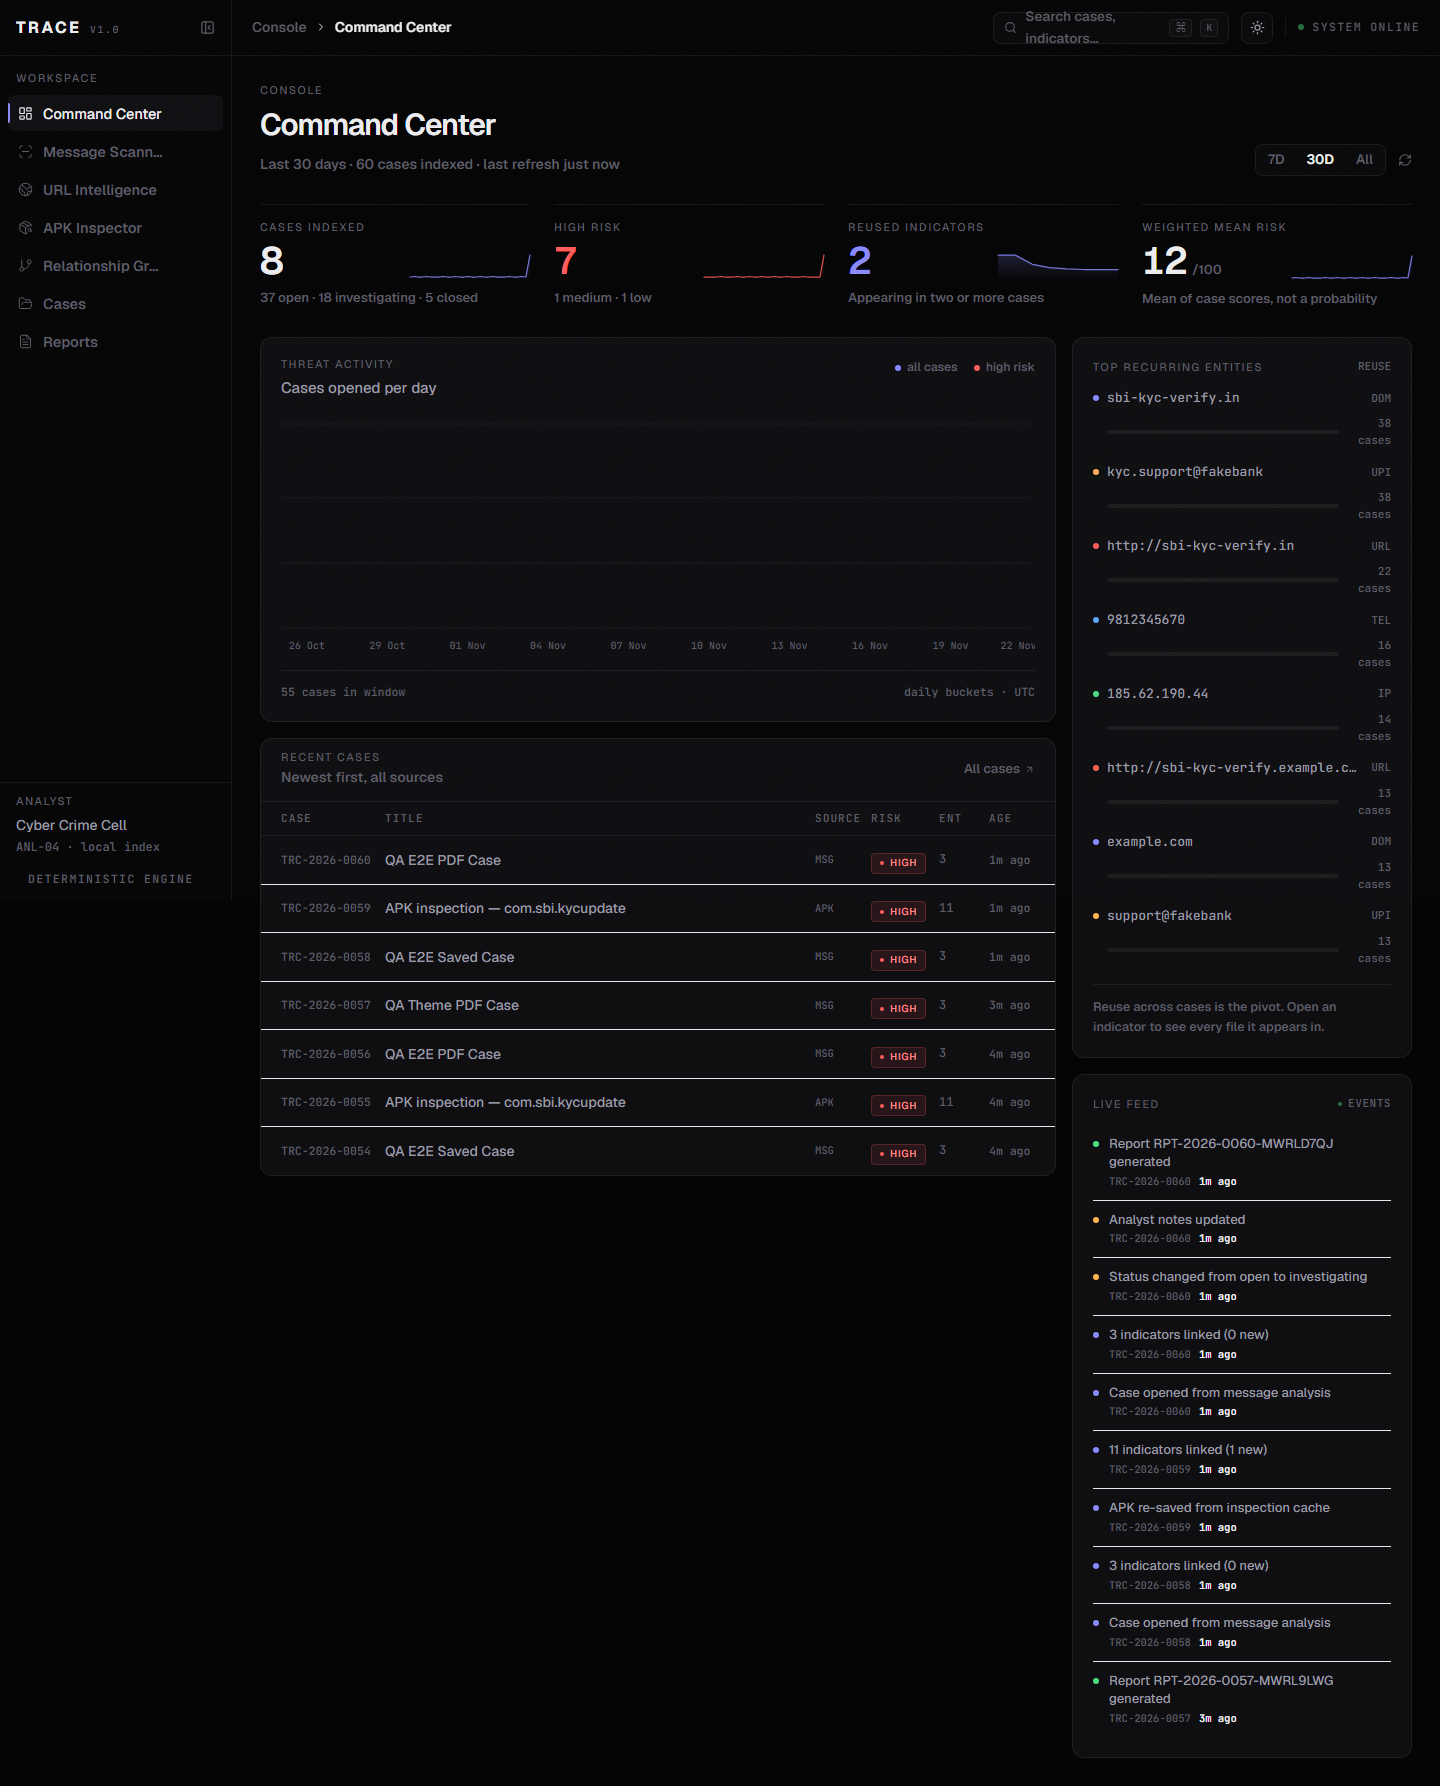 TRACE V1.0
WORKSPACE
Command Center
Message Scann...
URL Intelligence
APK Inspector
Relationship Gr...
Cases
Reports
ANALYST
Cyber Crime Cell
ANL-04 · local index
DETERMINISTIC ENGINE
Console > Command Center
Search cases, indicators...
⌘ K
SYSTEM ONLINE
CONSOLE
Command Center
Last 30 days · 60 cases indexed · last refresh just now
7D 30D All
CASES INDEXED
8
37 open · 18 investigating · 5 closed
HIGH RISK
7
1 medium · 1 low
REUSED INDICATORS
2
Appearing in two or more cases
WEIGHTED MEAN RISK
12 /100
Mean of case scores, not a probability
THREAT ACTIVITY
Cases opened per day
all cases high risk
26 Oct 29 Oct 01 Nov 04 Nov 07 Nov 10 Nov 13 Nov 16 Nov 19 Nov 22 Nov
55 cases in window daily buckets · UTC
RECENT CASES
Newest first, all sources
All cases ↗
CASE TITLE SOURCE RISK ENT AGE
TRC-2026-0060 QA E2E PDF Case MSG HIGH 3 1m ago
TRC-2026-0059 APK inspection — com.sbi.kycupdate APK HIGH 11 1m ago
TRC-2026-0058 QA E2E Saved Case MSG HIGH 3 1m ago
TRC-2026-0057 QA Theme PDF Case MSG HIGH 3 3m ago
TRC-2026-0056 QA E2E PDF Case MSG HIGH 3 4m ago
TRC-2026-0055 APK inspection — com.sbi.kycupdate APK HIGH 11 4m ago
TRC-2026-0054 QA E2E Saved Case MSG HIGH 3 4m ago
TOP RECURRING ENTITIES REUSE
sbi-kyc-verify.in DOM
38 cases
kyc.support@fakebank UPI
38 cases
http://sbi-kyc-verify.in URL
22 cases
9812345670 TEL
16 cases
185.62.190.44 IP
14 cases
http://sbi-kyc-verify.example.c… URL
13 cases
example.com DOM
13 cases
support@fakebank UPI
13 cases
Reuse across cases is the pivot. Open an
indicator to see every file it appears in.
LIVE FEED EVENTS
Report RPT-2026-0060-MWRLD7QJ
generated
TRC-2026-0060 1m ago
Analyst notes updated
TRC-2026-0060 1m ago
Status changed from open to investigating
TRC-2026-0060 1m ago
3 indicators linked (0 new)
TRC-2026-0060 1m ago
Case opened from message analysis
TRC-2026-0060 1m ago
11 indicators linked (1 new)
TRC-2026-0059 1m ago
APK re-saved from inspection cache
TRC-2026-0059 1m ago
3 indicators linked (0 new)
TRC-2026-0058 1m ago
Case opened from message analysis
TRC-2026-0058 1m ago
Report RPT-2026-0057-MWRL9LWG
generated
TRC-2026-0057 3m ago